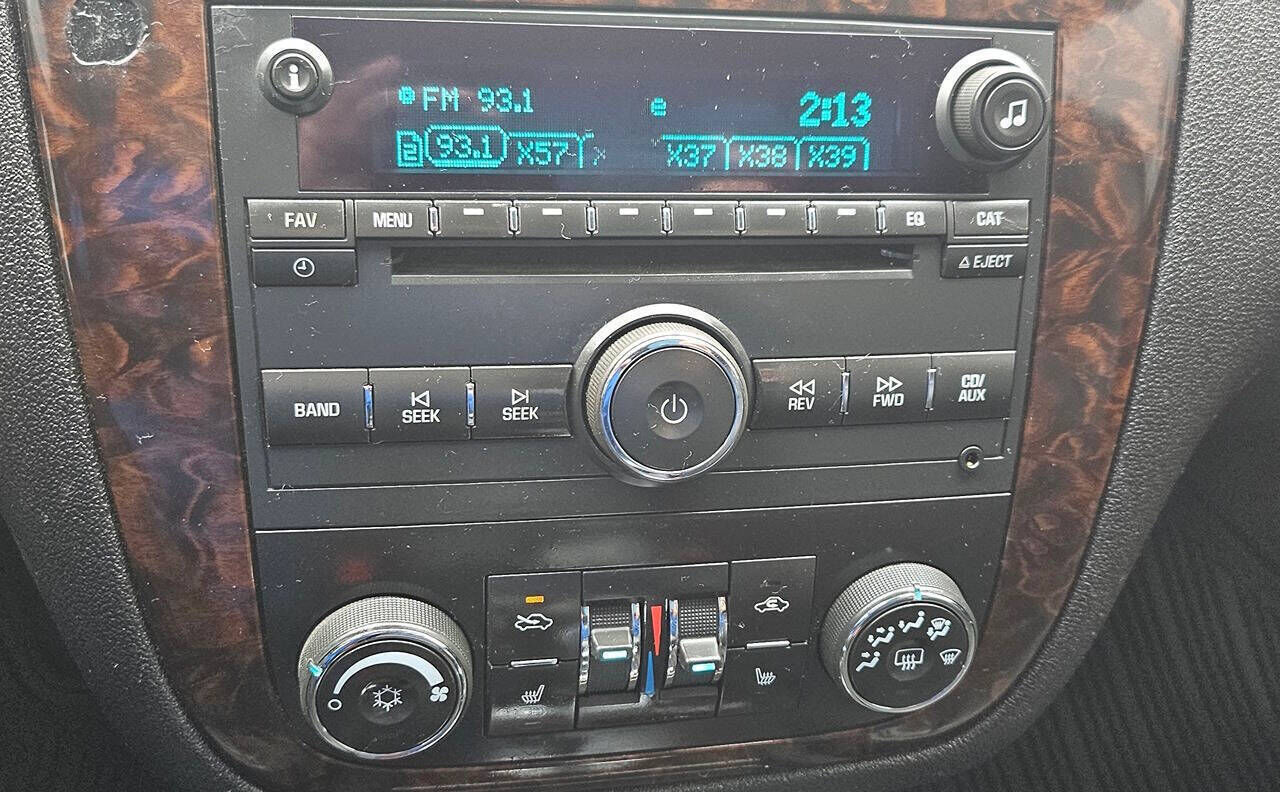 FM 93.1 e 2:13
2 93.1 X57 X37 X38 X39
FAV MENU EQ CAT
EJECT
BAND SEEK SEEK REV FWD CD/
AUX